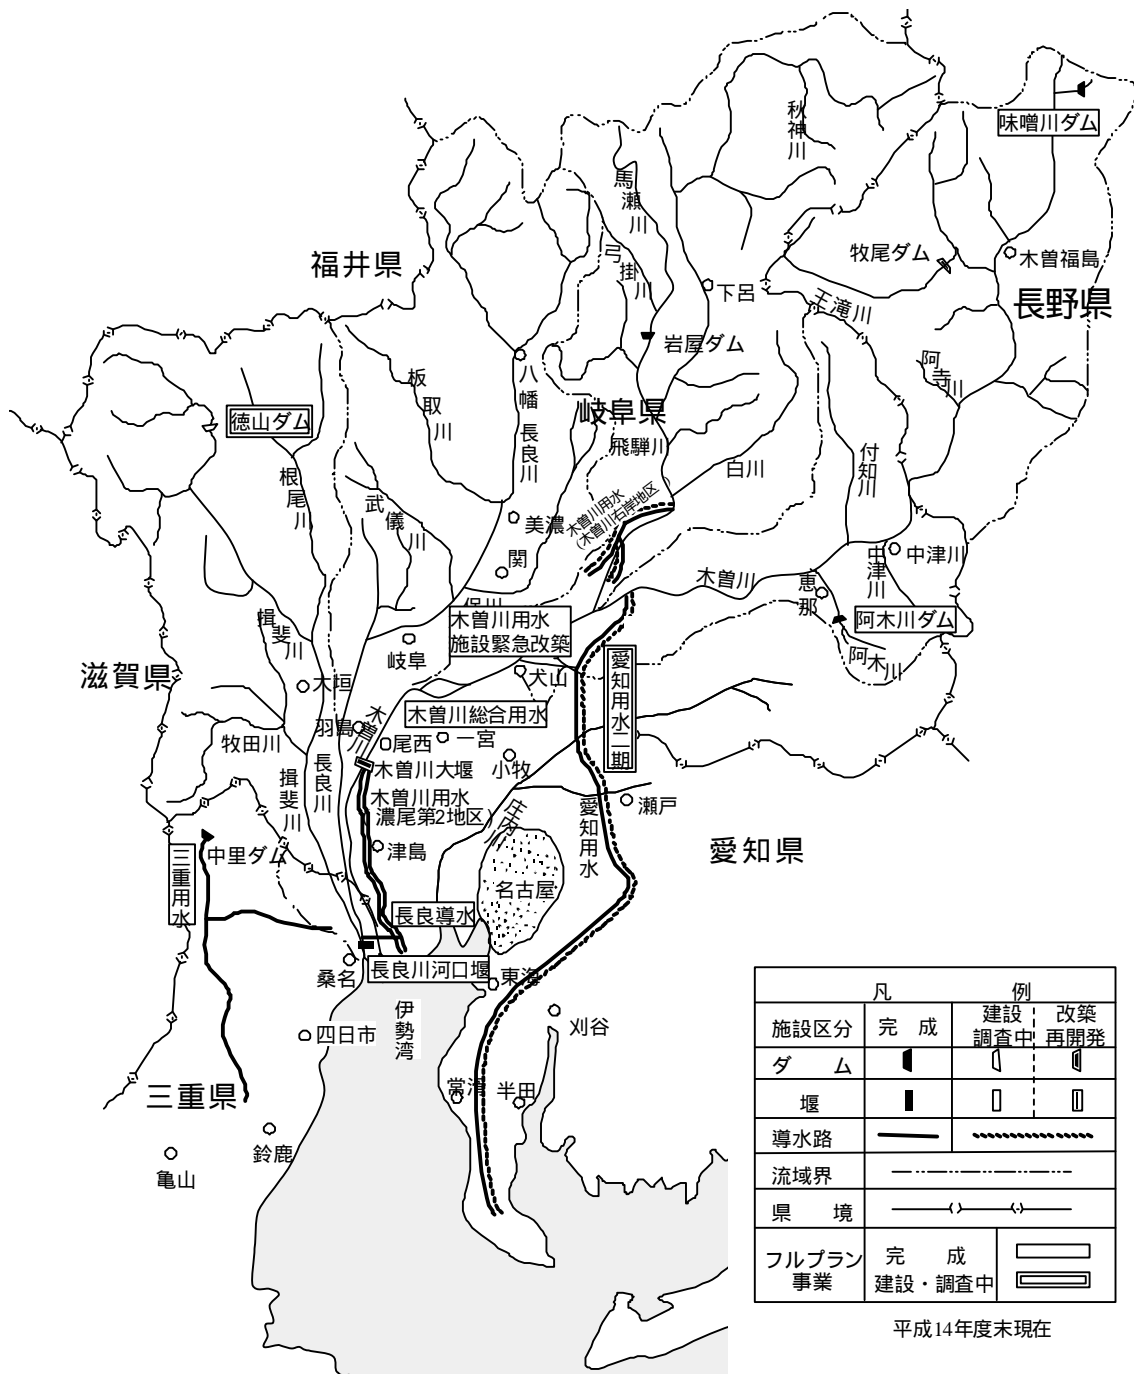 秋神川
味噌川ダム
馬瀬川
福井県
弓掛川
牧尾ダム
木曽福島
下呂
王滝川
長野県
岩屋ダム
八幡
板取川
阿寺川
岐阜県
徳山ダム
長良川
飛騨川
付知川
白川
根尾川
武儀川
木曽川用水
(木曽川右岸地区)
美濃
関
中津川
中津川
木曽川
恵那
揖斐川
木曽川用水
施設緊急改築
阿木川ダム
岐阜
阿木川
滋賀県
大垣
犬山
愛知用水二期
木曽川
木曽川総合用水
羽島
牧田川
尾西
一宮
長良川
揖斐川
木曽川大堰
小牧
木曽川用水
濃尾第2地区
庄内川
瀬戸
愛知用水
三重用水
中里ダム
津島
愛知県
名古屋
長良導水
桑名
長良川河口堰
東海
伊勢湾
刈谷
四日市
三重県
常滑
半田
鈴鹿
亀山
凡 例
施設区分 完 成 建設調査中 改築再開発
ダ ム
堰
導水路
流域界
県 境
フルプラン事業 完 成
建設・調査中
平成14年度末現在